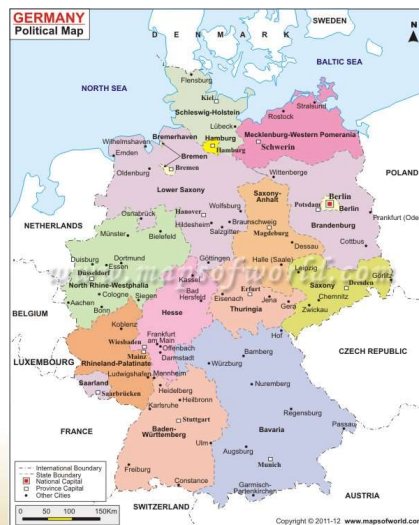 GERMANY
Political Map
SWEDEN
N
DENMARK
BALTIC SEA
NORTH SEA
Flensburg
Kiel
Schleswig-Holstein
Stralsund
Rostock
Lübeck
Mecklenburg-Western Pomerania
Schwerin
Hamburg
Hamburg
Bremerhaven
Wilhelmshaven
Emden
Bremen
Bremen
Oldenburg
Lower Saxony
Wittenberge
POLAND
Saxony-
Anhalt
Berlin
Potsdam
Berlin
Brandenburg
Frankfurt (Ode
Wolfsburg
Osnabrück
Hanover
Braunschweig
Hildesheim
Salzgitter
Magdeburg
NETHERLANDS
Münster
Bielefeld
Dessau
Cottbus
Göttingen
Halle (Saale)
Leipzig
Görlitz
Duisburg
Dortmund
Essen
Düsseldorf
North Rhine-Westphalia
www.mapsofworld.com
Kassel
Saxony
Dresden
Chemnitz
Zwickau
Cologne
Siegen
Bad
Hersfeld
Eisenach
Erfurt
Jena
Gera
Thuringia
Aachen
Bonn
BELGIUM
Hesse
Koblenz
Hof
Frankfurt
am Main
Wiesbaden
Offenbach
Mainz
Darmstadt
CZECH REPUBLIC
LUXEMBOURG
Rhineland-Palatinate
Bamberg
Würzburg
Ludwigshafen
Mannheim
Saarland
Saarbrücken
Heidelberg
Nuremberg
Heilbronn
Karlsruhe
Regensburg
Stuttgart
Baden-
Württemberg
Bavaria
Passau
FRANCE
Ulm
Augsburg
Munich
Freiburg
Constance
Garmisch-
Partenkirchen
SWITZERLAND
AUSTRIA
International Boundary
State Boundary
National Capital
Province Capital
Other Cities
0 50 100 150Km
Copyright © 2011-12 www.mapsofworld.co